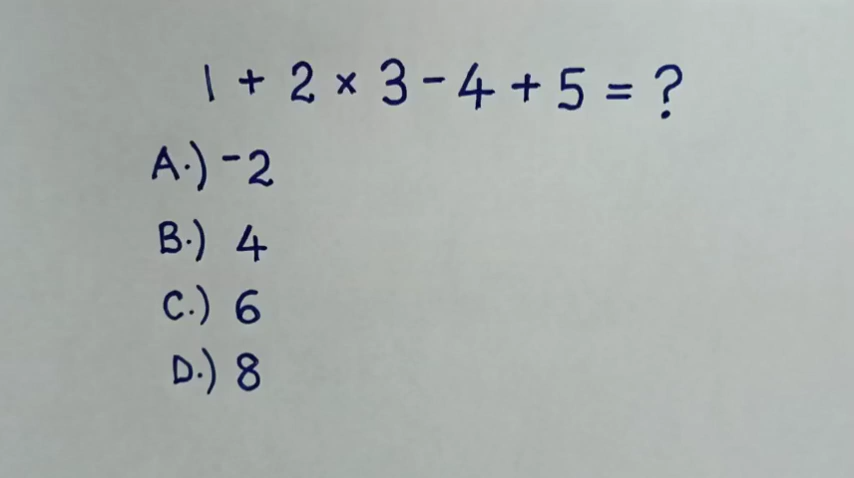 1 + 2 × 3 - 4 + 5 = ?
A.) -2
B.) 4
C.) 6
D.) 8